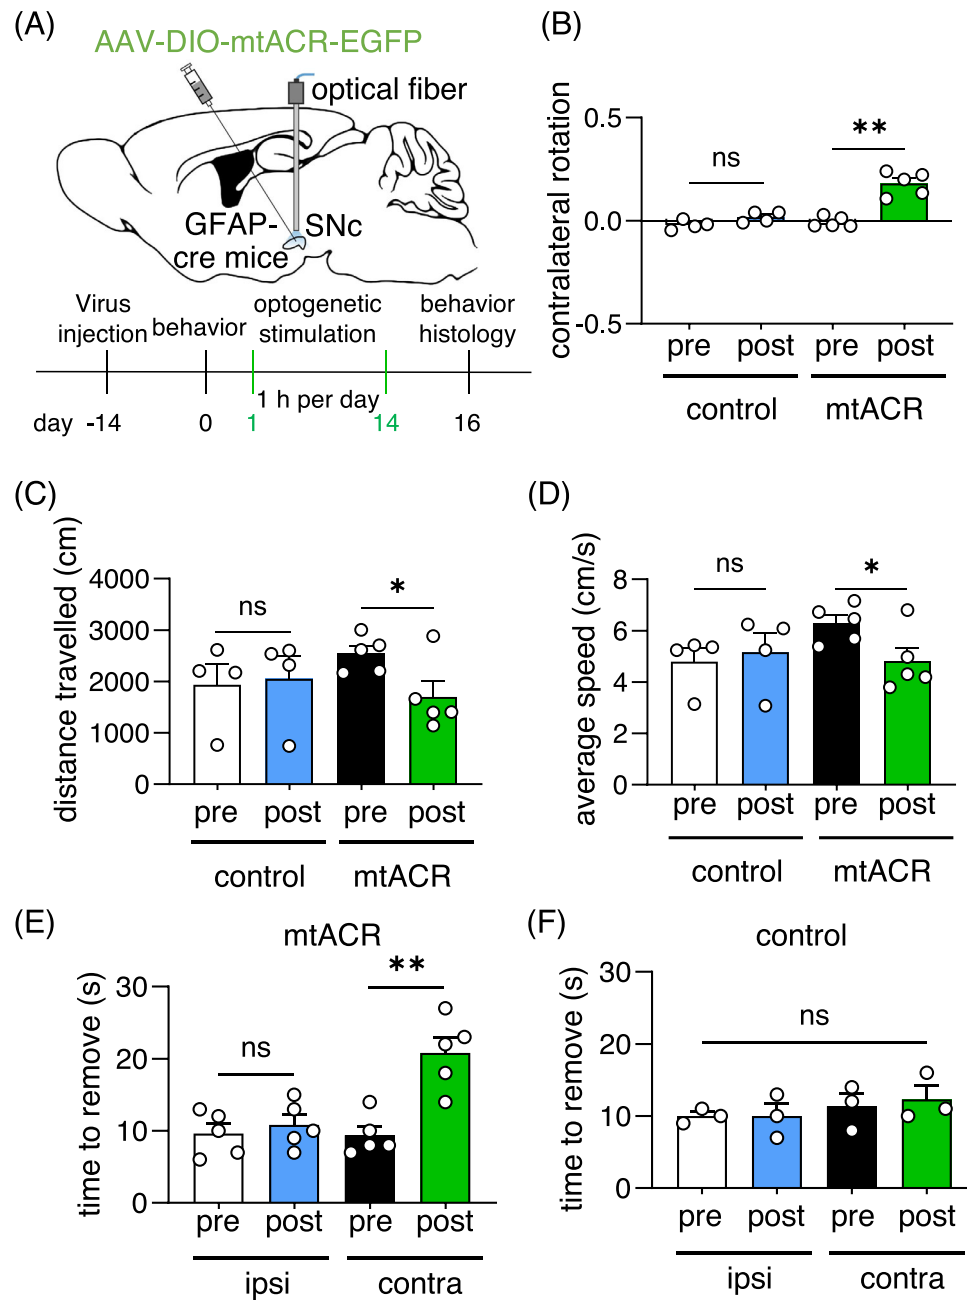 (A)
AAV-DIO-mtACR-EGFP
optical fiber
GFAP-
cre mice
SNc
Virus
injection
behavior
optogenetic
stimulation
behavior
histology
1 h per day
day -14 0 1 14 16
(B)
contralateral rotation
0.5
0.0
-0.5
ns
**
pre post pre post
control mtACR
(C)
distance travelled (cm)
4000
3000
2000
1000
0
ns
*
pre post pre post
control mtACR
(D)
average speed (cm/s)
8
6
4
2
0
ns
*
pre post pre post
control mtACR
(E)
mtACR
time to remove (s)
30
20
10
0
ns
**
pre post pre post
ipsi contra
(F)
control
time to remove (s)
30
20
10
0
ns
pre post pre post
ipsi contra